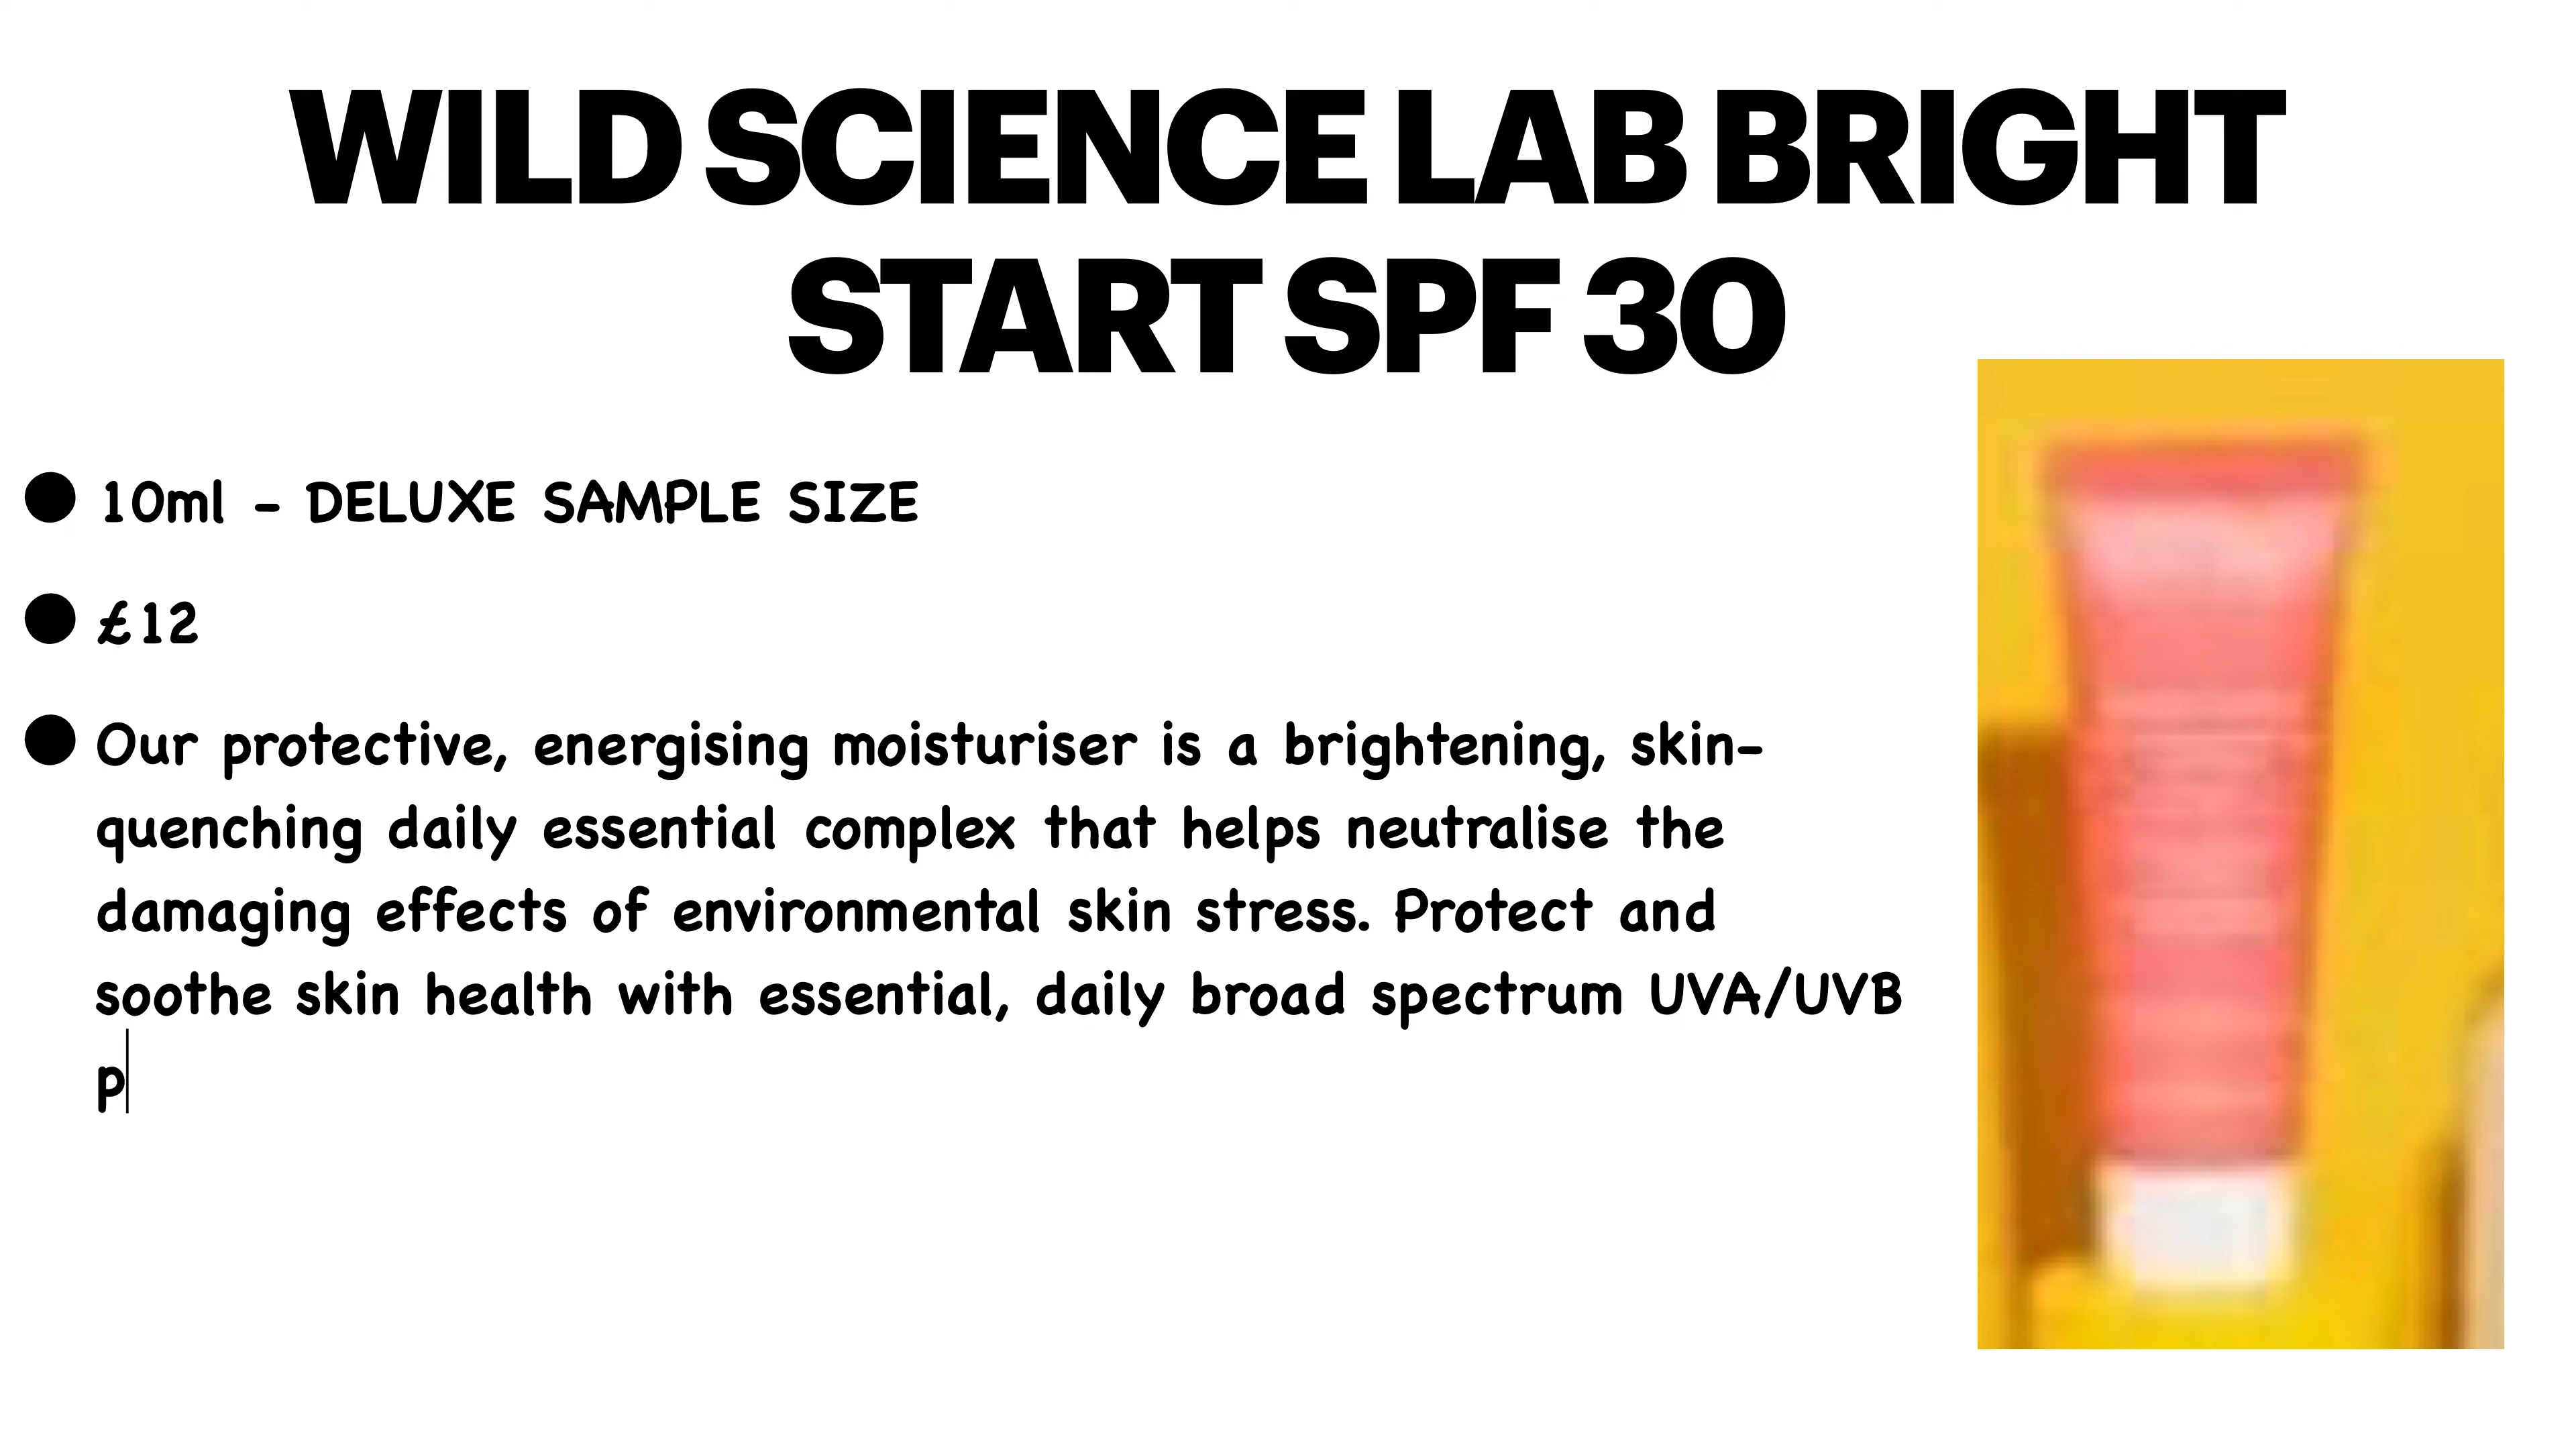 WILD SCIENCE LAB BRIGHT
START SPF 30
10ml - DELUXE SAMPLE SIZE
£12
Our protective, energising moisturiser is a brightening, skin-
quenching daily essential complex that helps neutralise the
damaging effects of environmental skin stress. Protect and
soothe skin health with essential, daily broad spectrum UVA/UVB
p